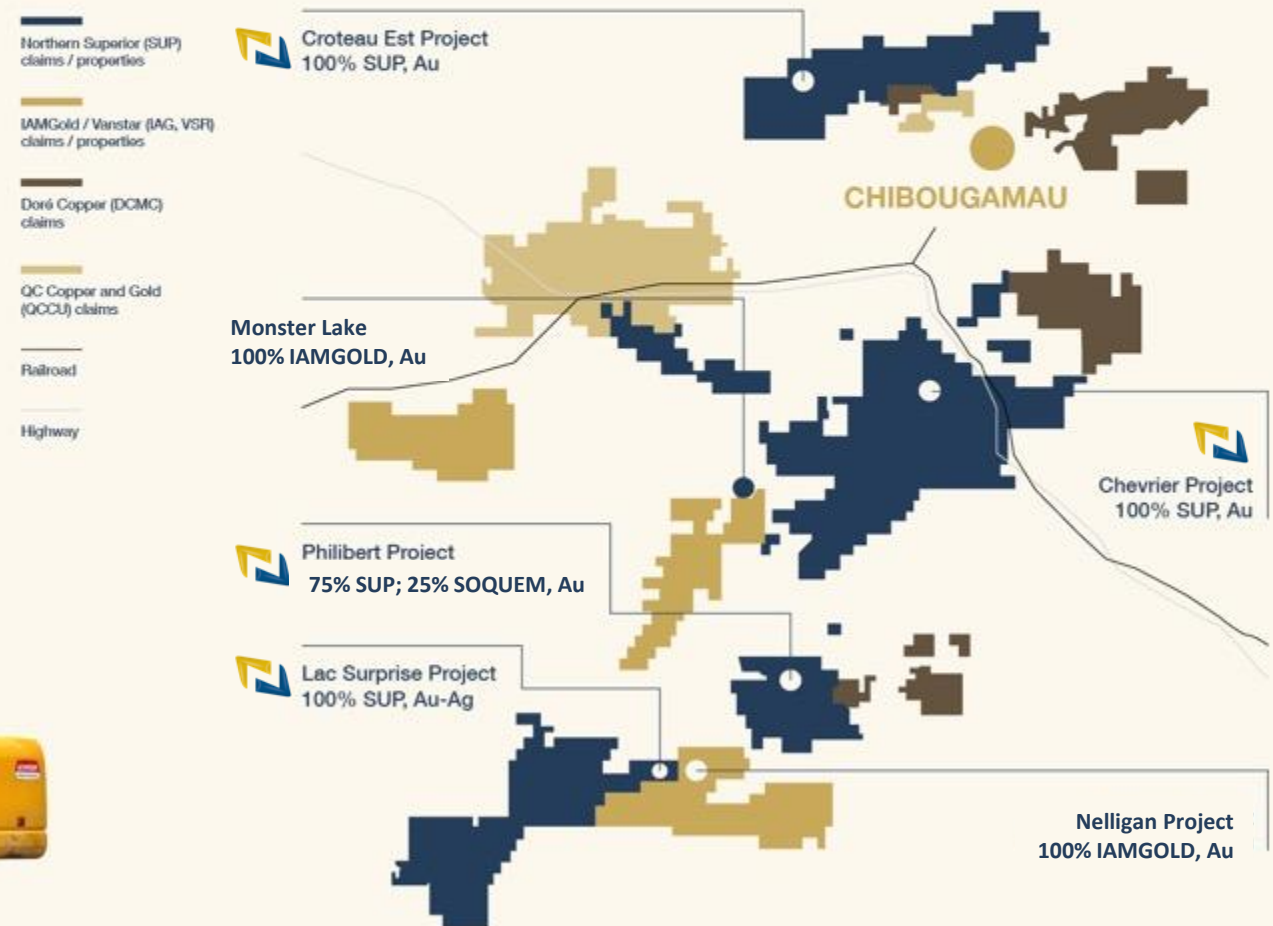 Northern Superior (SUP)
claims / properties
IAMGold / Vanstar (IAG, VSR)
claims / properties
Doré Copper (DCMC)
claims
QC Copper and Gold
(QCCU) claims
Railroad
Highway
Croteau Est Project
100% SUP, Au
CHIBOUGAMAU
Monster Lake
100% IAMGOLD, Au
Chevrier Project
100% SUP, Au
Philibert Project
75% SUP; 25% SOQUEM, Au
Lac Surprise Project
100% SUP, Au-Ag
Nelligan Project
100% IAMGOLD, Au